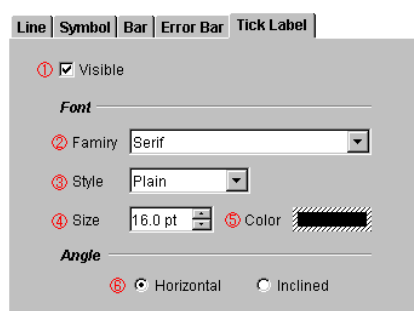 Line Symbol Bar Error Bar Tick Label
① Visible
Font
② Famiry Serif
③ Style Plain
④ Size 16.0 pt ⑤ Color
Angle
⑥ Horizontal Inclined